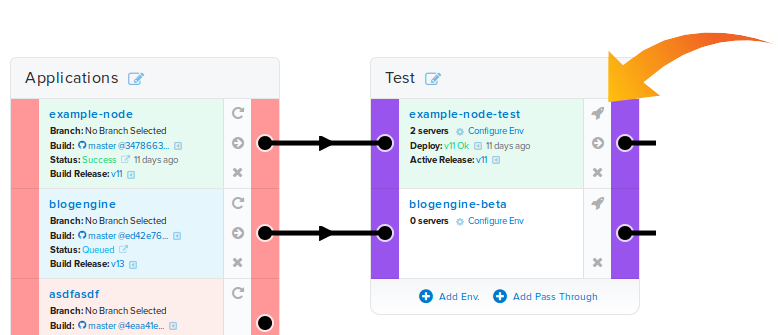 Applications
example-node
Branch: No Branch Selected
Build: master @3478663...
Status: Success 11 days ago
Build Release: v11
blogengine
Branch: No Branch Selected
Build: master @ed42e76...
Status: Queued
Build Release: v13
asdfasdf
Branch: No Branch Selected
Build: master @4eaa41e...
Test
example-node-test
2 servers Configure Env
Deploy: v11 Ok 11 days ago
Active Release: v11
blogengine-beta
0 servers Configure Env
Add Env. Add Pass Through